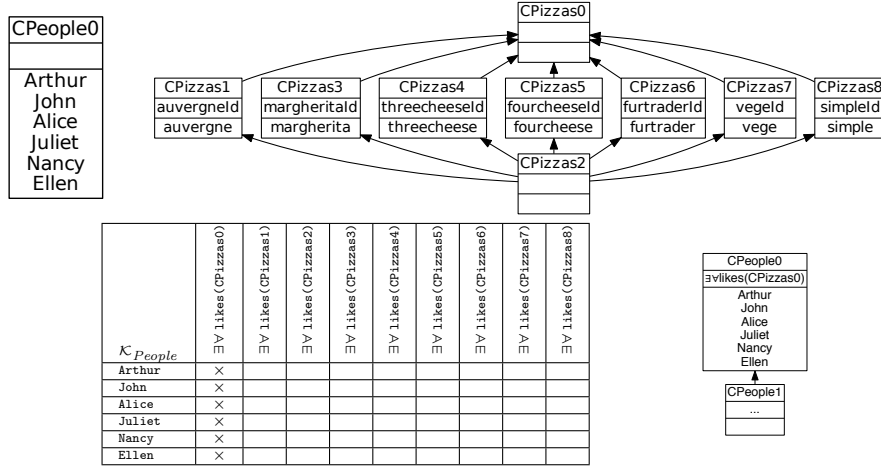 CPeople0
Arthur
John
Alice
Juliet
Nancy
Ellen
CPizzas0
CPizzas1
auvergneId
auvergne
CPizzas3
margheritaId
margherita
CPizzas4
threecheeseId
threecheese
CPizzas5
fourcheeseId
fourcheese
CPizzas6
furtraderId
furtrader
CPizzas7
vegeId
vege
CPizzas8
simpleId
simple
CPizzas2
K_People
∃∀ likes(CPizzas0)
∃∀ likes(CPizzas1)
∃∀ likes(CPizzas2)
∃∀ likes(CPizzas3)
∃∀ likes(CPizzas4)
∃∀ likes(CPizzas5)
∃∀ likes(CPizzas6)
∃∀ likes(CPizzas7)
∃∀ likes(CPizzas8)
Arthur ×
John ×
Alice ×
Juliet ×
Nancy ×
Ellen ×
CPeople0
∃∀likes(CPizzas0)
Arthur
John
Alice
Juliet
Nancy
Ellen
CPeople1
...